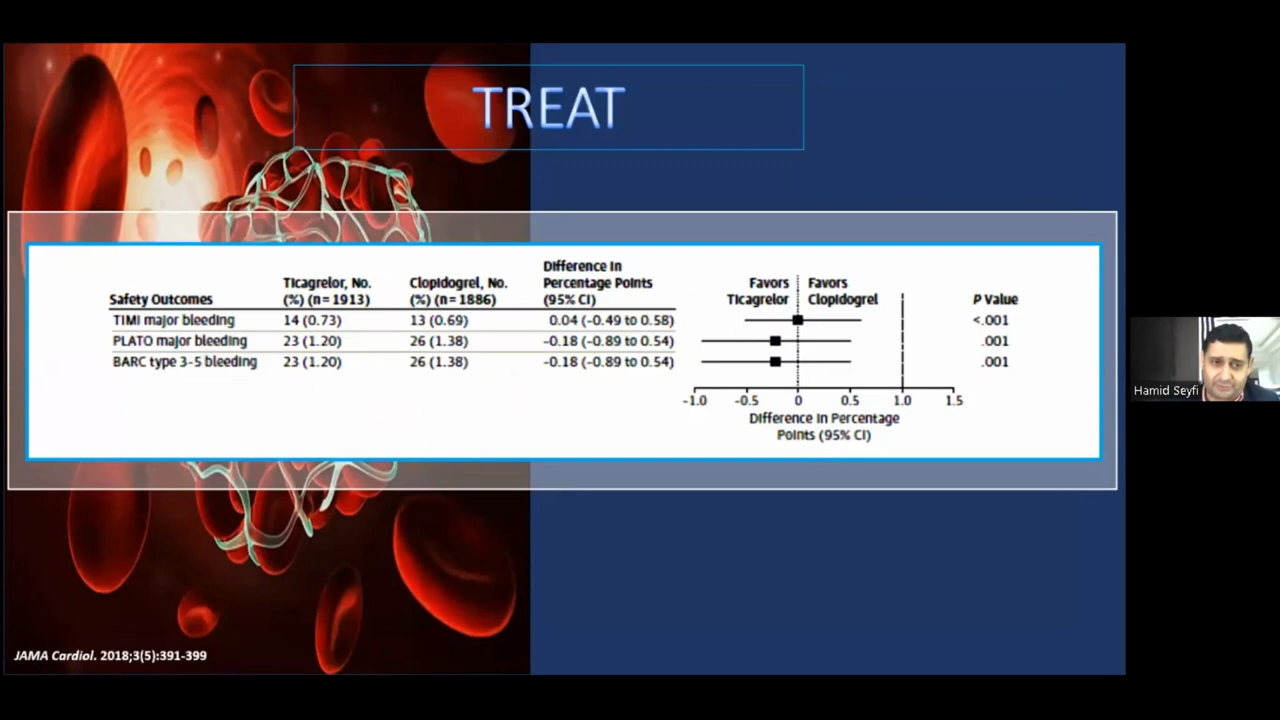 TREAT
Safety Outcomes Ticagrelor, No. (%) (n=1913) Clopidogrel, No. (%) (n=1886) Difference in Percentage Points (95% CI) Favors Ticagrelor Favors Clopidogrel P Value
TIMI major bleeding 14 (0.73) 13 (0.69) 0.04 (-0.49 to 0.58) <.001
PLATO major bleeding 23 (1.20) 26 (1.38) -0.18 (-0.89 to 0.54) .001
BARC type 3-5 bleeding 23 (1.20) 26 (1.38) -0.18 (-0.89 to 0.54) .001
-1.0 -0.5 0 0.5 1.0 1.5
Difference in Percentage
Points (95% CI)
Hamid Seyfi
JAMA Cardiol. 2018;3(5):391-399